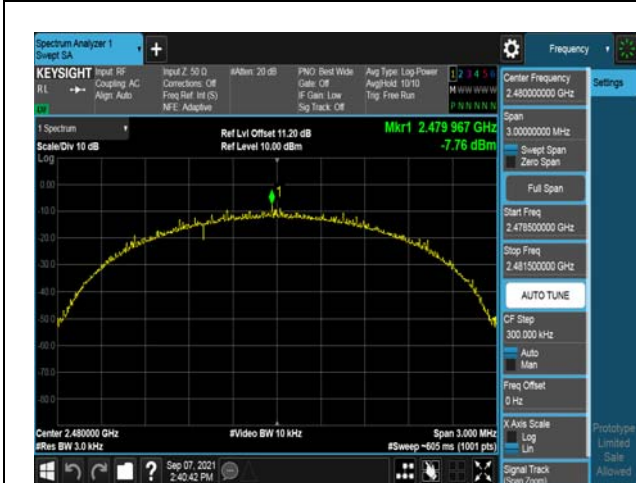 Spectrum Analyzer 1
Swept SA
Frequency
KEYSIGHT
RL
Input: RF
Coupling: AC
Align: Auto
Input Z: 50 Ω
Corrections: Off
Freq Ref: Int (S)
NFE: Adaptive
#Atten: 20 dB
PNO: Best Wide
Gate: Off
IF Gain: Low
Sig Track: Off
Avg Type: Log-Power
Avg|Hold: 10/10
Trig: Free Run
1 2 3 4 5 6
M W W W W W
P N N N N N
Center Frequency
2.480000000 GHz
Settings
1 Spectrum
Scale/Div 10 dB
Log
Ref Lvl Offset 11.20 dB
Ref Level 10.00 dBm
Mkr1 2.479 967 GHz
-7.76 dBm
Span
3.00000000 MHz
Swept Span
Zero Span
Full Span
Start Freq
2.478500000 GHz
Stop Freq
2.481500000 GHz
AUTO TUNE
CF Step
300.000 kHz
Auto
Man
Freq Offset
0 Hz
X Axis Scale
Log
Lin
Signal Track
(Span Zoom)
0.00
-10.0
-20.0
-30.0
-40.0
-50.0
-60.0
-70.0
-80.0
1
Center 2.480000 GHz
#Res BW 3.0 kHz
#Video BW 10 kHz
Span 3.000 MHz
#Sweep ~605 ms (1001 pts)
Prototype
Limited
Sale
Allowed
?
Sep 07, 2021
2:40:42 PM